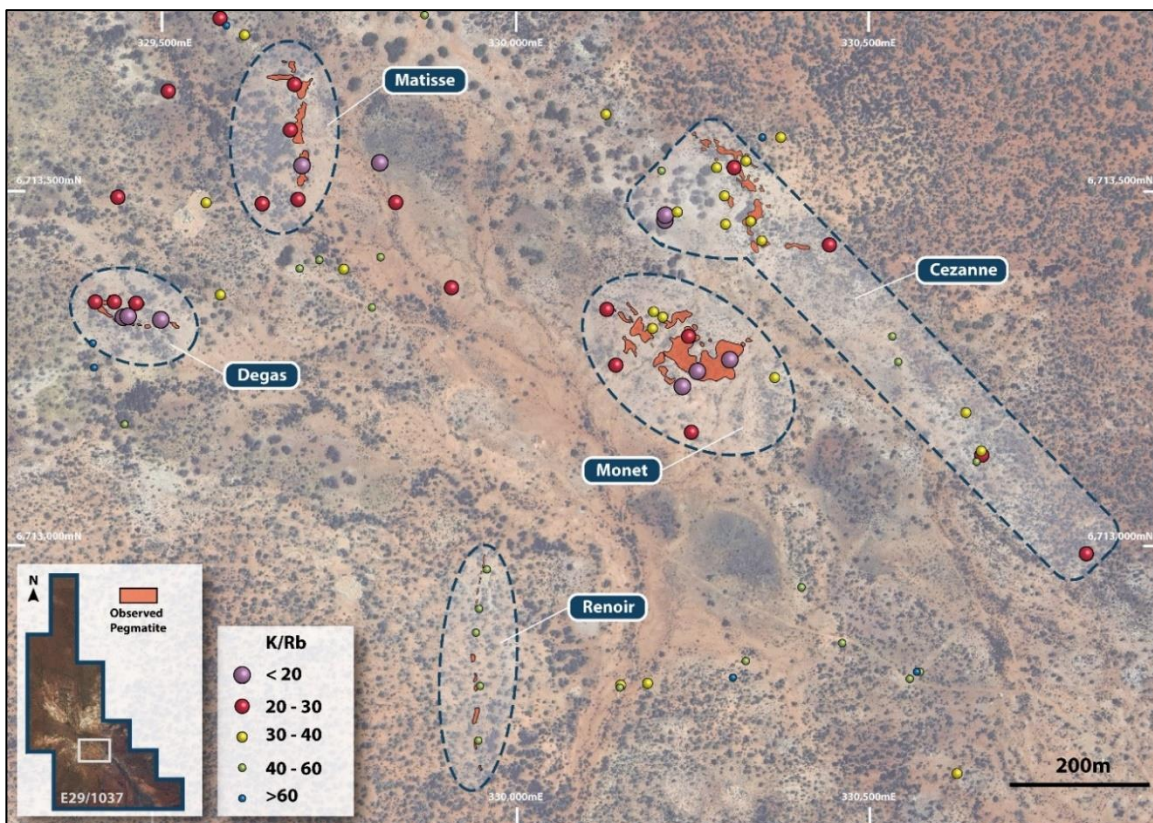 329,500mE
330,000mE
330,500mE
Matisse
6,713,500mN
6,713,500mN
Cezanne
Degas
Monet
6,713,000mN
6,713,000mN
Renoir
N
Observed
Pegmatite
E29/1037
K/Rb
< 20
20 - 30
30 - 40
40 - 60
>60
200m
330,000mE
330,500mE